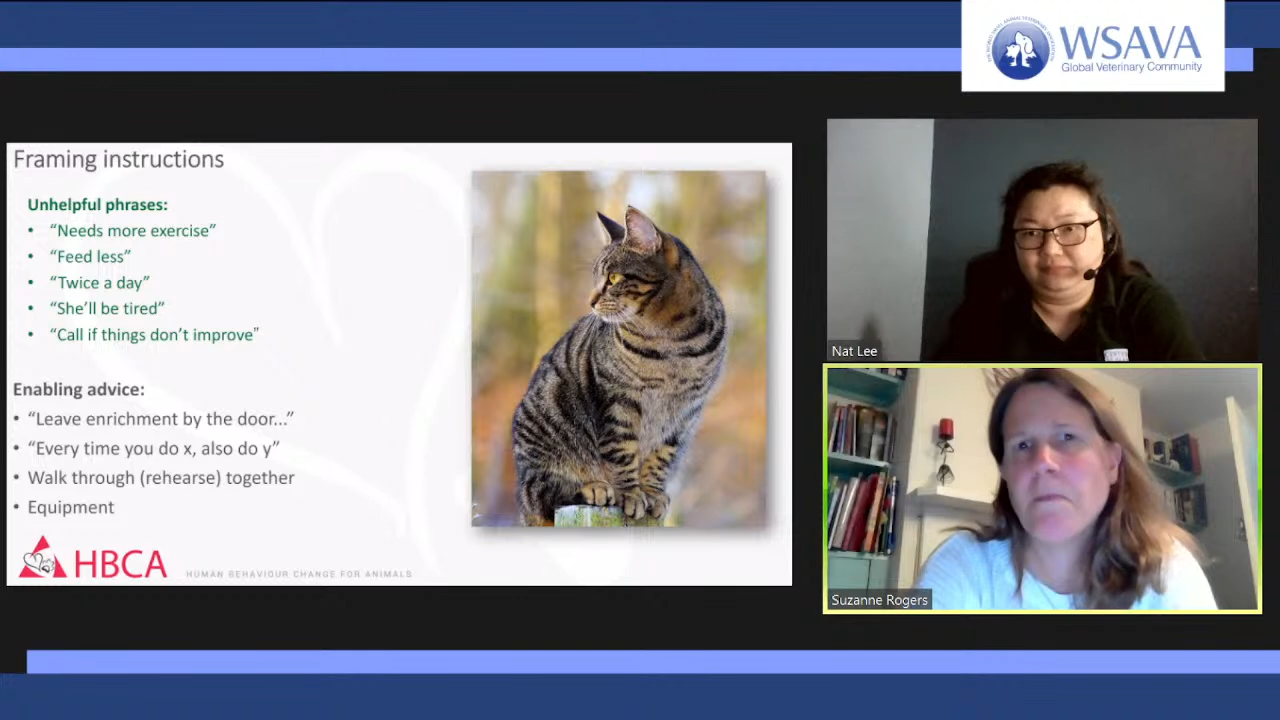 WSAVA
Global Veterinary Community
Framing instructions
Unhelpful phrases:
• “Needs more exercise”
• “Feed less”
• “Twice a day”
• “She’ll be tired”
• “Call if things don’t improve”
Enabling advice:
• “Leave enrichment by the door...”
• “Every time you do x, also do y”
• Walk through (rehearse) together
• Equipment
HBCA
HUMAN BEHAVIOUR CHANGE FOR ANIMALS
Nat Lee
Suzanne Rogers